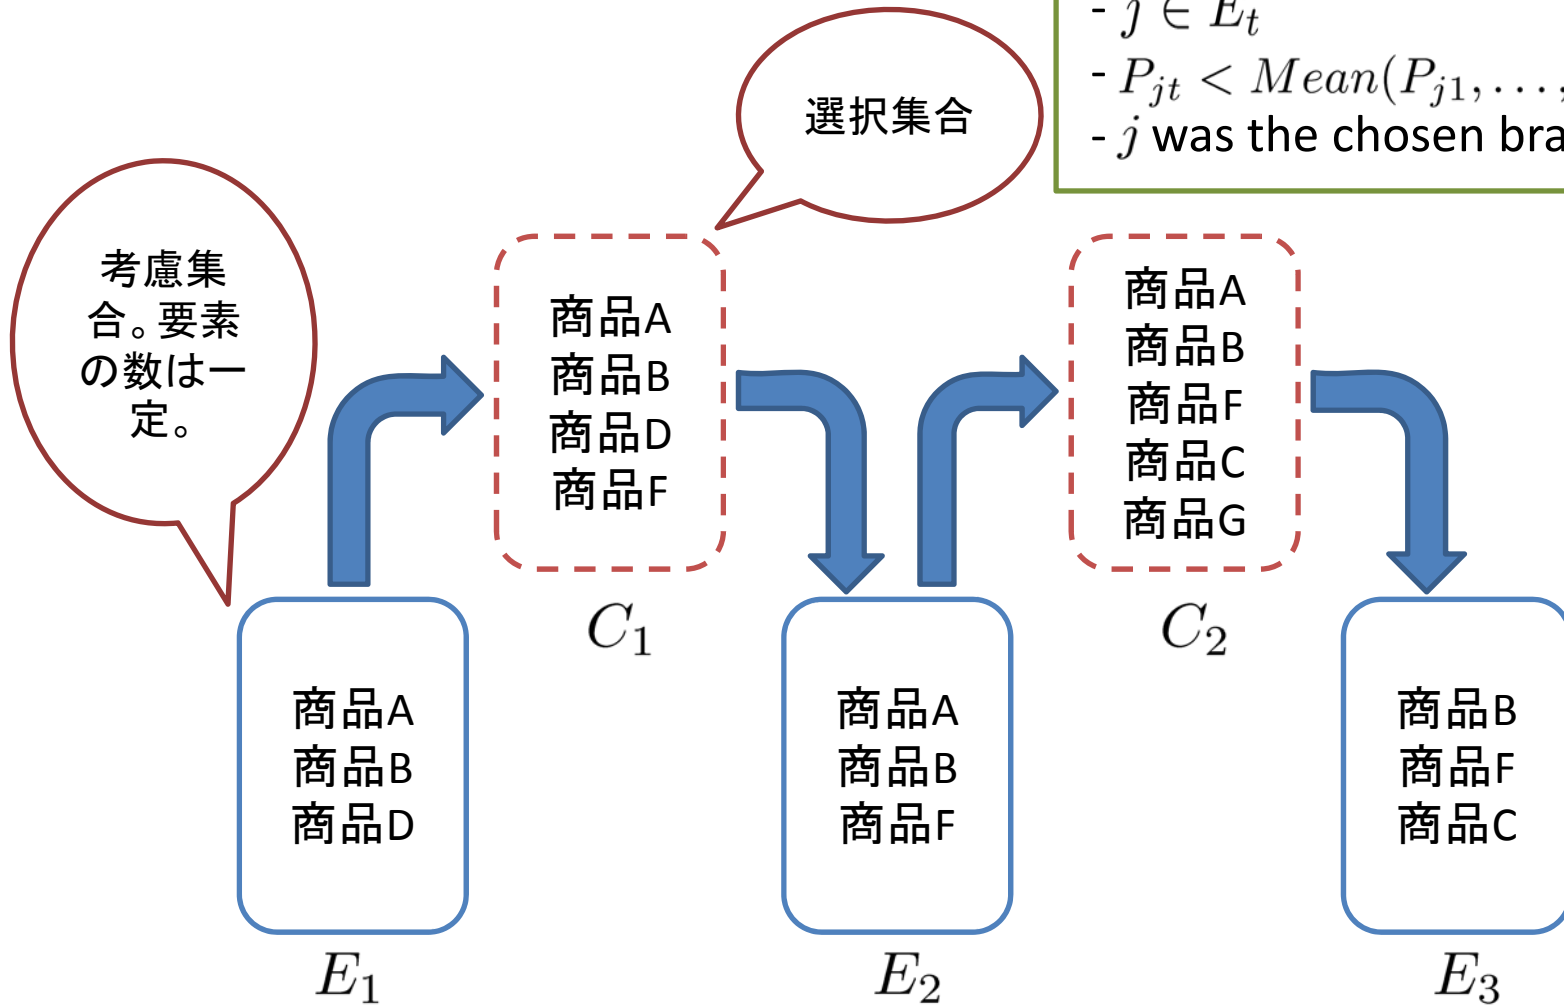 - j ∈ E_t
- P_{jt} < Mean(P_{j1}, ...,
- j was the chosen bra
選択集合
考慮集
合。要素
の数は一
定。
商品A
商品B
商品D
商品F
C_1
商品A
商品B
商品F
商品C
商品G
C_2
商品A
商品B
商品D
E_1
商品A
商品B
商品F
E_2
商品B
商品F
商品C
E_3